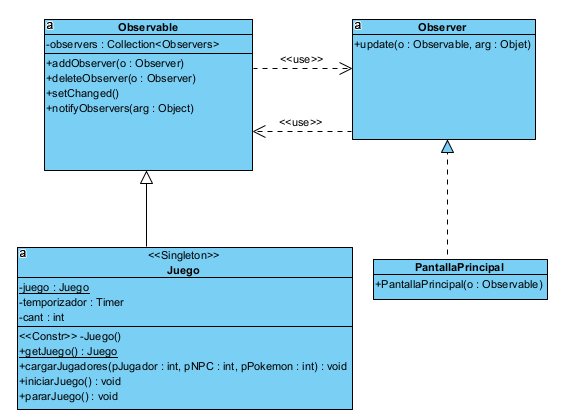 a
Observable
-observers : Collection<Observers>
+addObserver(o : Observer)
+deleteObserver(o : Observer)
+setChanged()
+notifyObservers(arg : Object)
<<use>>
<<use>>
a
Observer
+update(o : Observable, arg : Objet)
a
<<Singleton>>
Juego
-juego : Juego
-temporizador : Timer
-cant : int
<<Constr>> -Juego()
+getJuego() : Juego
+cargarJugadores(pJugador : int, pNPC : int, pPokemon : int) : void
+iniciarJuego() : void
+pararJuego() : void
PantallaPrincipal
+PantallaPrincipal(o : Observable)